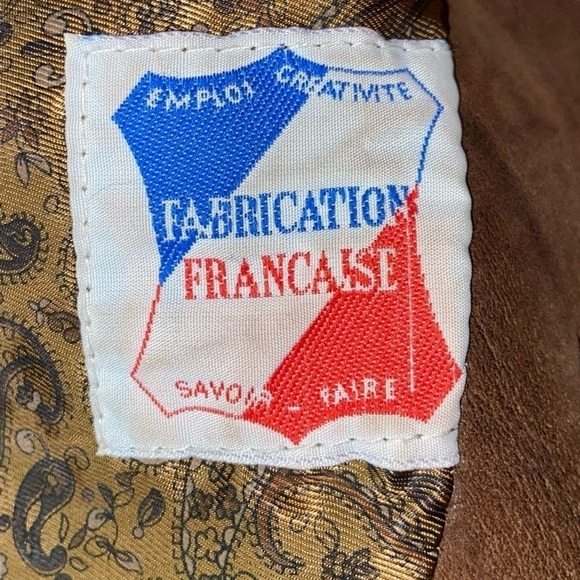 EMPLOI CREATIVITE
FABRICATION
FRANCAISE
SAVOIR - FAIRE